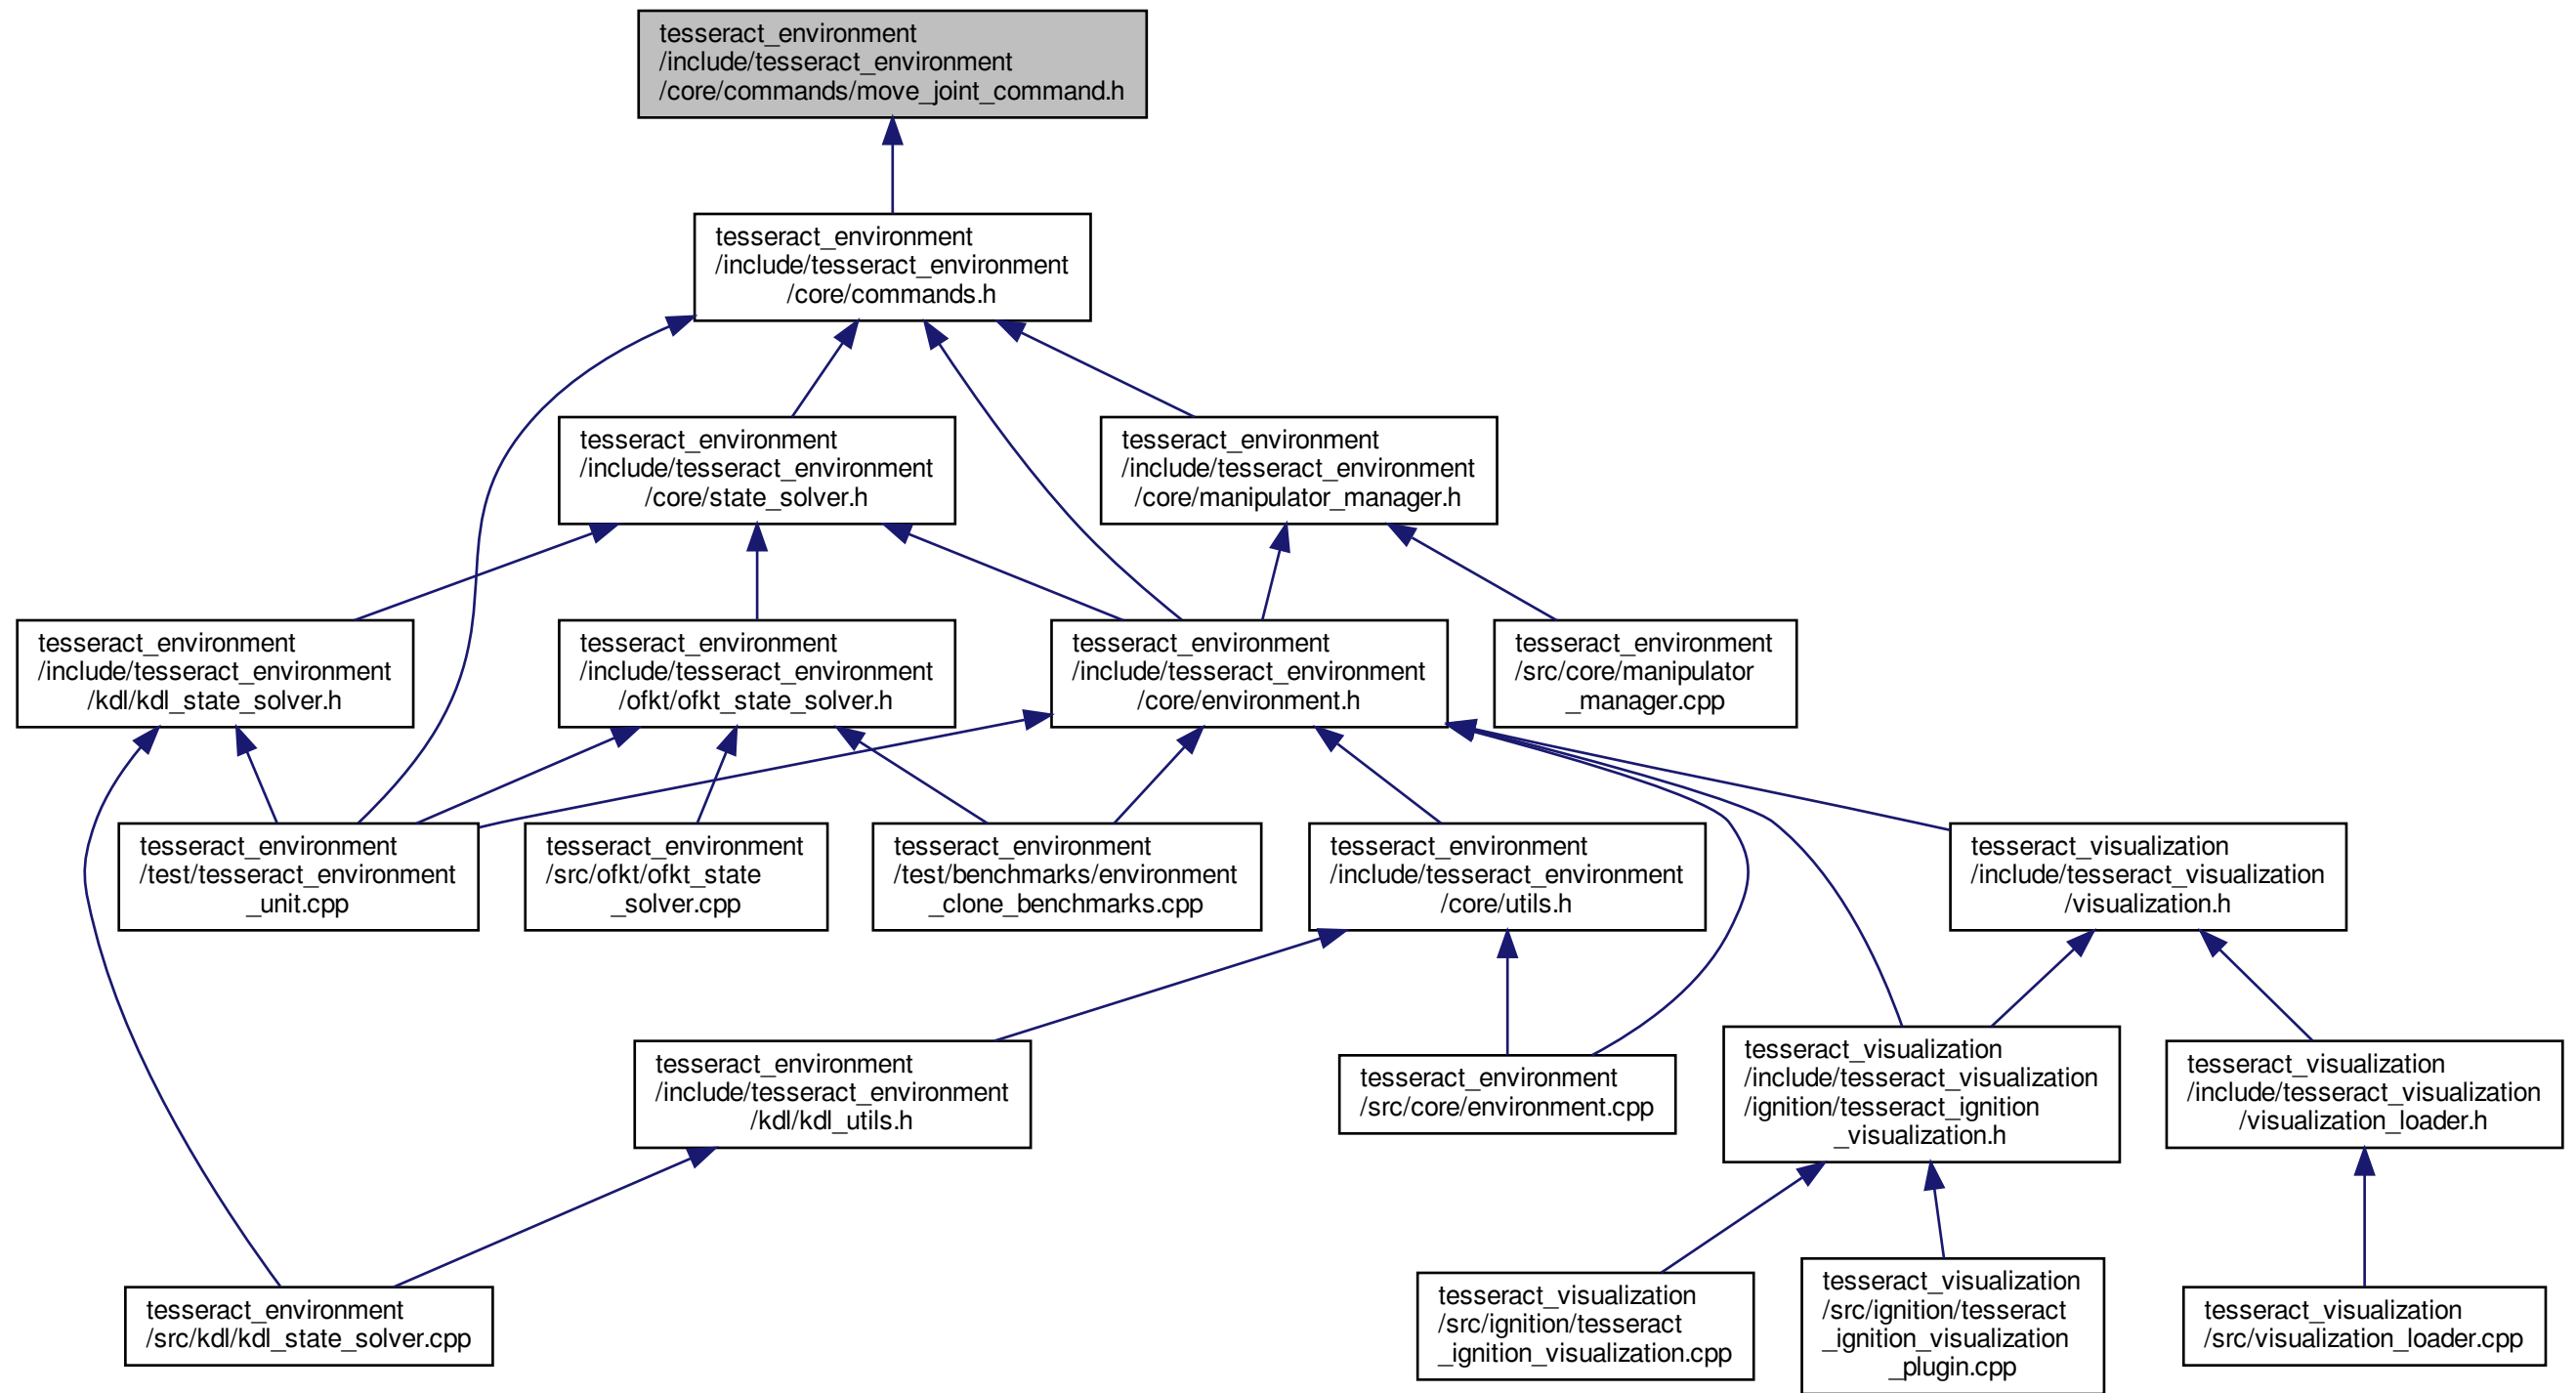 tesseract_environment
/include/tesseract_environment
/core/commands/move_joint_command.h
tesseract_environment
/include/tesseract_environment
/core/commands.h
tesseract_environment
/include/tesseract_environment
/core/state_solver.h
tesseract_environment
/include/tesseract_environment
/core/manipulator_manager.h
tesseract_environment
/include/tesseract_environment
/kdl/kdl_state_solver.h
tesseract_environment
/include/tesseract_environment
/ofkt/ofkt_state_solver.h
tesseract_environment
/include/tesseract_environment
/core/environment.h
tesseract_environment
/src/core/manipulator
_manager.cpp
tesseract_environment
/test/tesseract_environment
_unit.cpp
tesseract_environment
/src/ofkt/ofkt_state
_solver.cpp
tesseract_environment
/test/benchmarks/environment
_clone_benchmarks.cpp
tesseract_environment
/include/tesseract_environment
/core/utils.h
tesseract_visualization
/include/tesseract_visualization
/visualization.h
tesseract_environment
/include/tesseract_environment
/kdl/kdl_utils.h
tesseract_environment
/src/core/environment.cpp
tesseract_visualization
/include/tesseract_visualization
/ignition/tesseract_ignition
_visualization.h
tesseract_visualization
/include/tesseract_visualization
/visualization_loader.h
tesseract_environment
/src/kdl/kdl_state_solver.cpp
tesseract_visualization
/src/ignition/tesseract
_ignition_visualization.cpp
tesseract_visualization
/src/ignition/tesseract
_ignition_visualization
_plugin.cpp
tesseract_visualization
/src/visualization_loader.cpp